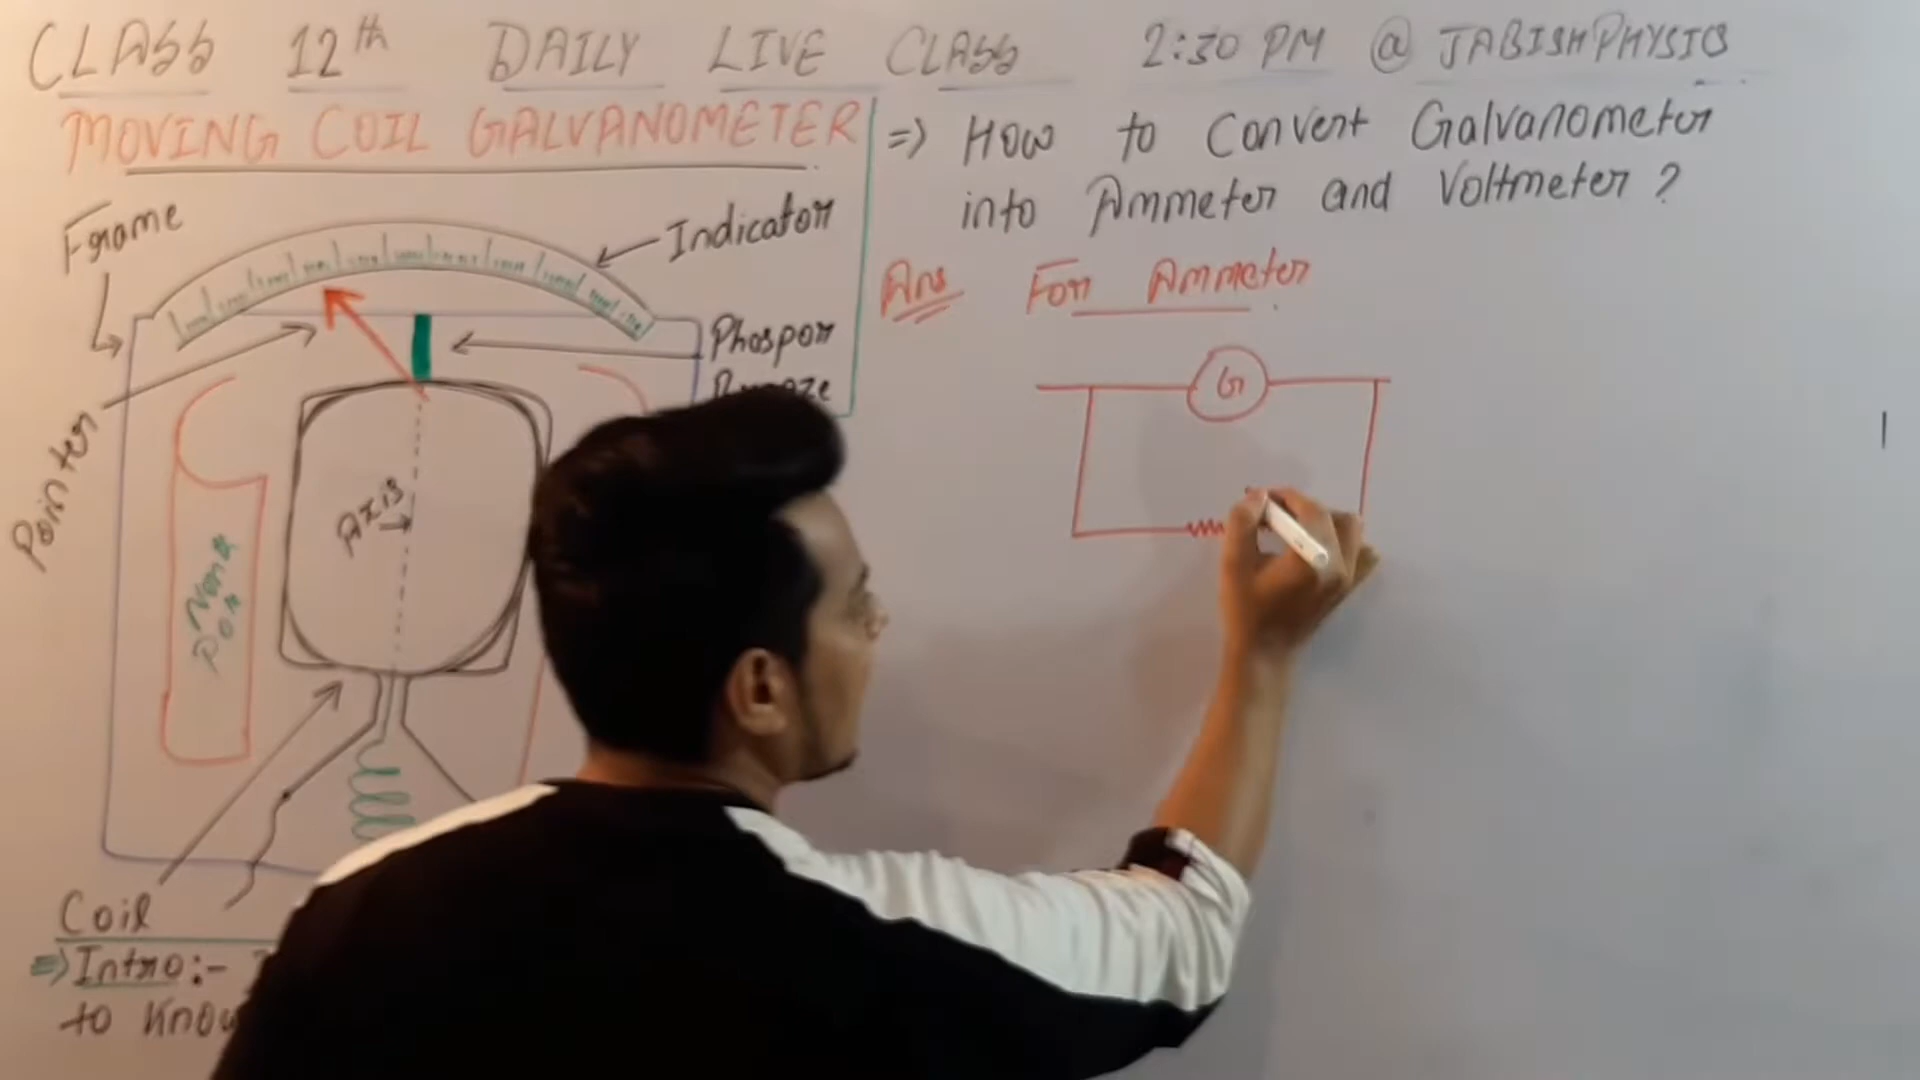 CLASS 12th DAILY LIVE CLASS 2:30 PM @ JABISHPHYSICS
MOVING COIL GALVANOMETER
Frame
Indicator
Phospor
Pointer
Axis
Coil
=> Intro:-
to Know
=> How to Convert Galvanometer
into Ammeter and Voltmeter ?
Ans For Ammeter
G